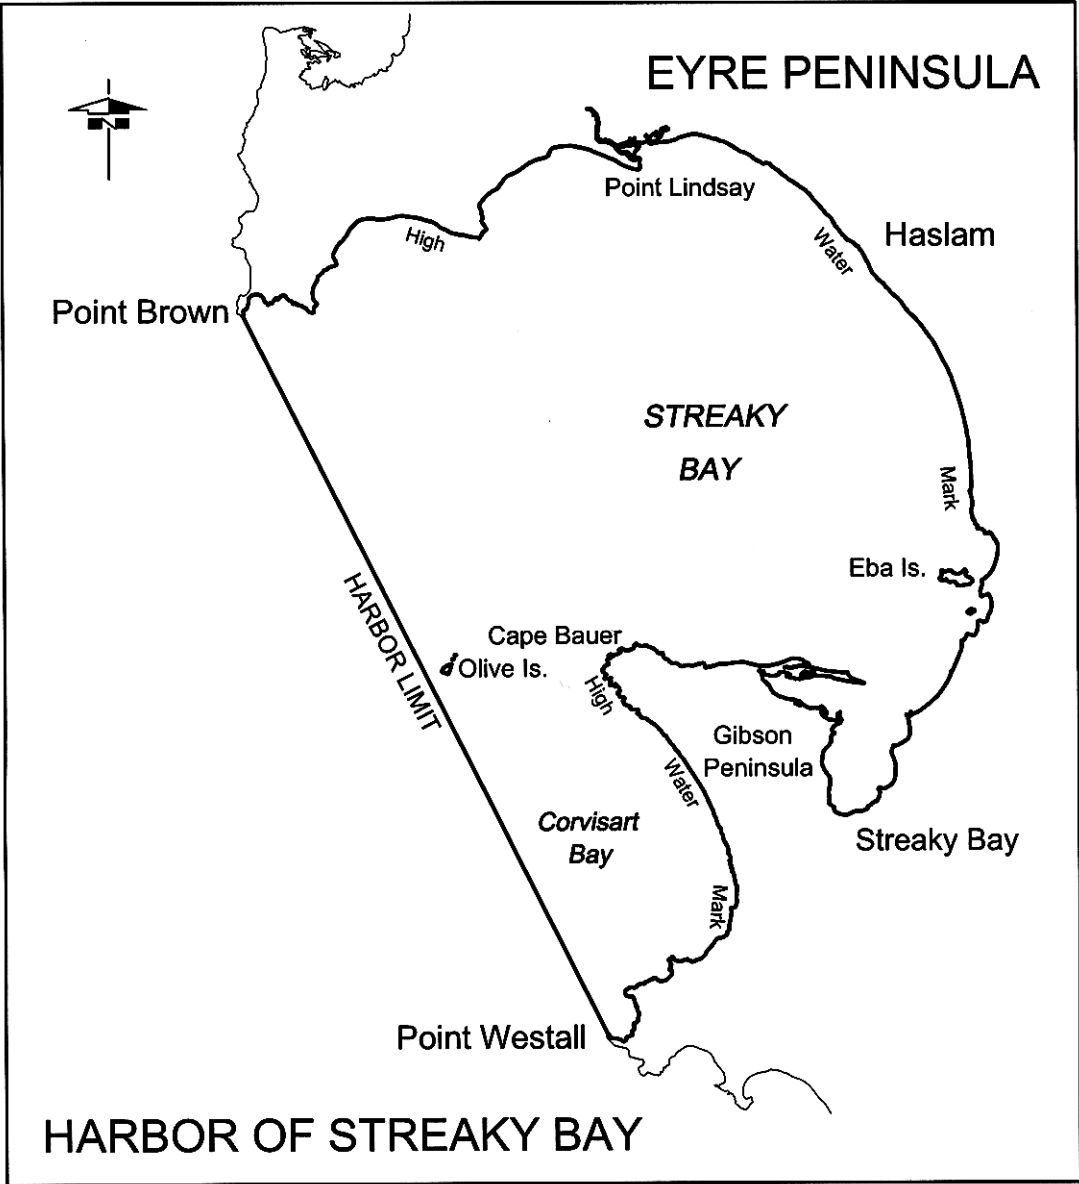 EYRE PENINSULA
N
Point Lindsay
High
Water
Haslam
Point Brown
STREAKY
BAY
Mark
Eba Is.
HARBOR LIMIT
Cape Bauer
Olive Is.
High
Gibson
Peninsula
Water
Corvisart
Bay
Streaky Bay
Mark
Point Westall
HARBOR OF STREAKY BAY